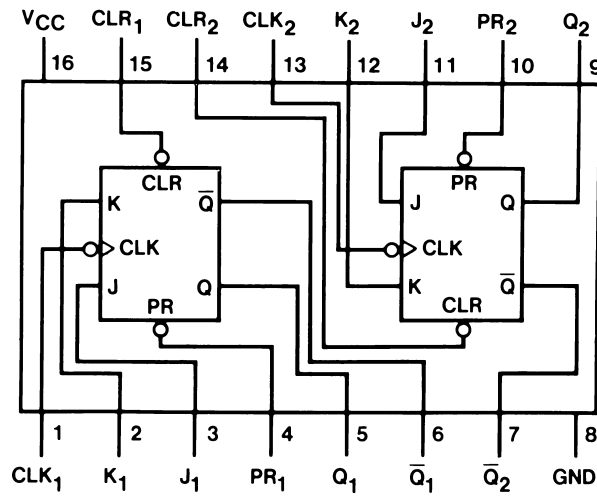 VCC CLR1 CLR2 CLK2 K2 J2 PR2 Q2
16 15 14 13 12 11 10 9
CLR PR
K Q̅ J Q
CLK CLK
J Q K Q̅
PR CLR
1 2 3 4 5 6 7 8
CLK1 K1 J1 PR1 Q1 Q̅1 Q̅2 GND